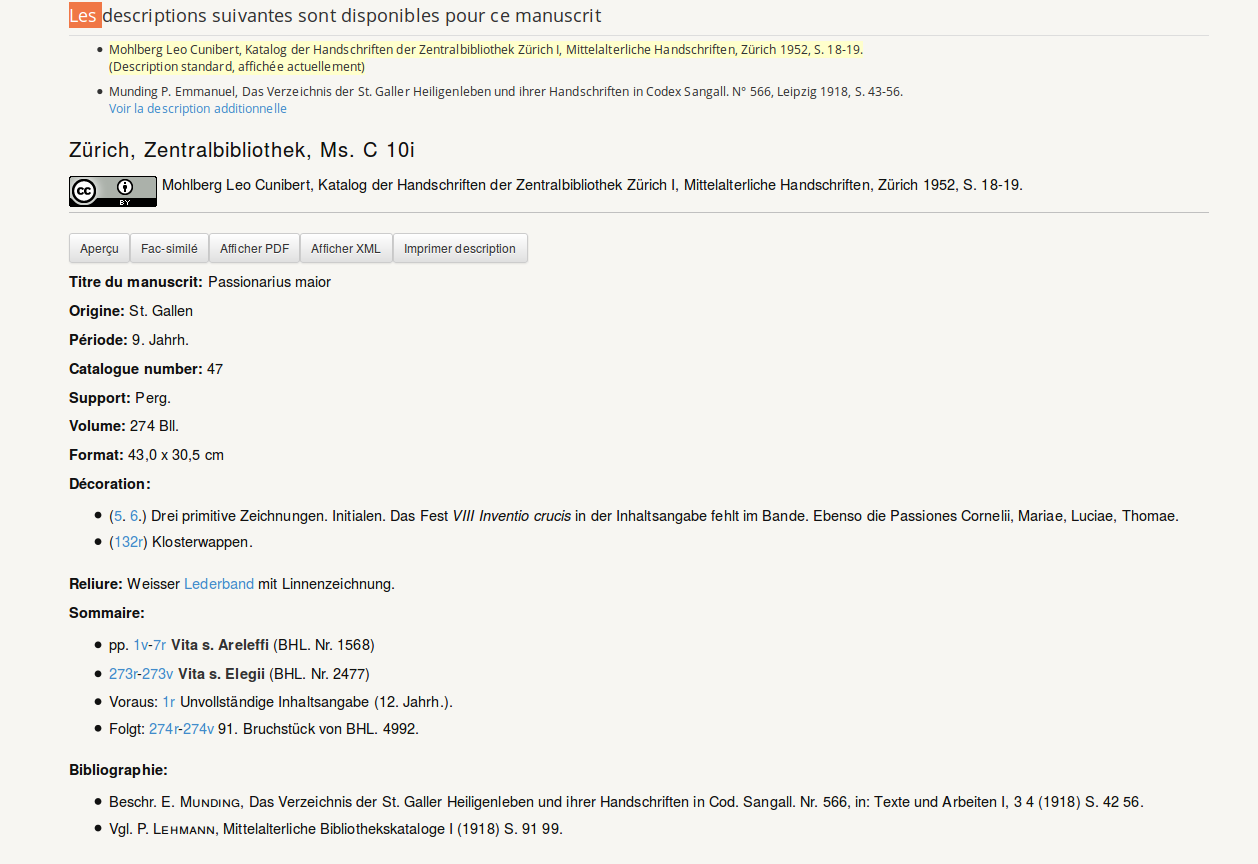 Les descriptions suivantes sont disponibles pour ce manuscrit
• Mohlberg Leo Cunibert, Katalog der Handschriften der Zentralbibliothek Zürich I, Mittelalterliche Handschriften, Zürich 1952, S. 18-19.
(Description standard, affichée actuellement)
• Munding P. Emmanuel, Das Verzeichnis der St. Galler Heiligenleben und ihrer Handschriften in Codex Sangall. N° 566, Leipzig 1918, S. 43-56.
Voir la description additionnelle
Zürich, Zentralbibliothek, Ms. C 10i
cc BY Mohlberg Leo Cunibert, Katalog der Handschriften der Zentralbibliothek Zürich I, Mittelalterliche Handschriften, Zürich 1952, S. 18-19.
Aperçu Fac-similé Afficher PDF Afficher XML Imprimer description
Titre du manuscrit: Passionarius maior
Origine: St. Gallen
Période: 9. Jahrh.
Catalogue number: 47
Support: Perg.
Volume: 274 Bll.
Format: 43,0 x 30,5 cm
Décoration:
• (5. 6.) Drei primitive Zeichnungen. Initialen. Das Fest VIII Inventio crucis in der Inhaltsangabe fehlt im Bande. Ebenso die Passiones Cornelii, Mariae, Luciae, Thomae.
• (132r) Klosterwappen.
Reliure: Weisser Lederband mit Linnenzeichnung.
Sommaire:
• pp. 1v-7r Vita s. Areleffi (BHL. Nr. 1568)
• 273r-273v Vita s. Elegii (BHL. Nr. 2477)
• Voraus: 1r Unvollständige Inhaltsangabe (12. Jahrh.).
• Folgt: 274r-274v 91. Bruchstück von BHL. 4992.
Bibliographie:
• Beschr. E. Munding, Das Verzeichnis der St. Galler Heiligenleben und ihrer Handschriften in Cod. Sangall. Nr. 566, in: Texte und Arbeiten I, 3 4 (1918) S. 42 56.
• Vgl. P. Lehmann, Mittelalterliche Bibliothekskataloge I (1918) S. 91 99.